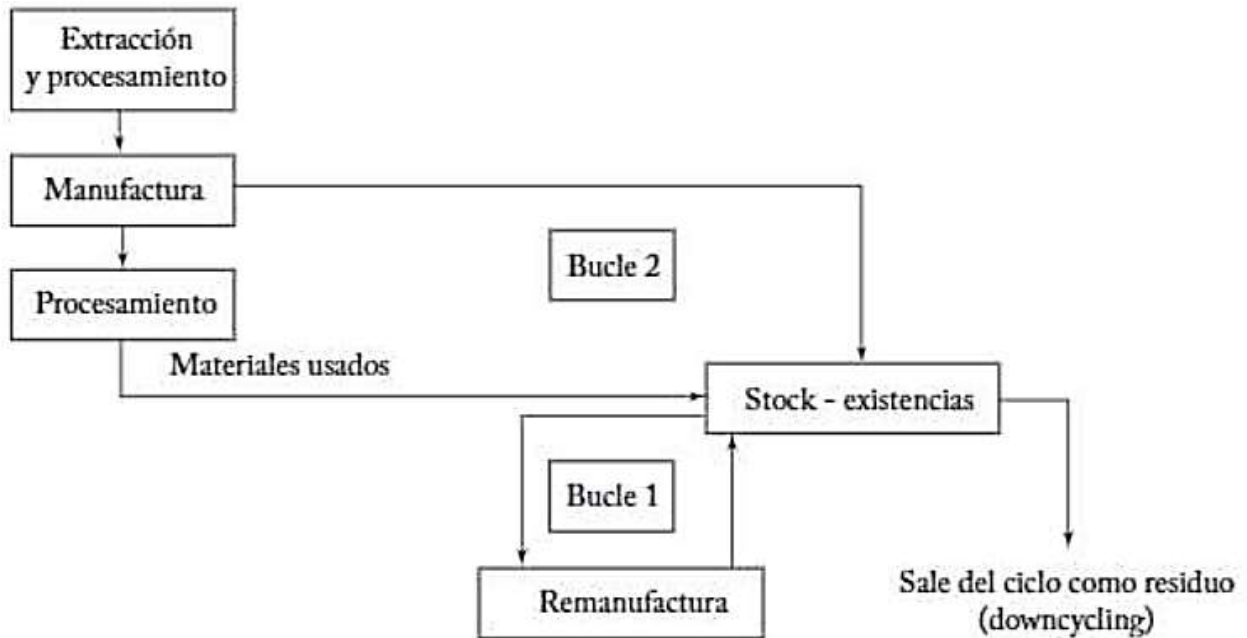 Extracción
y procesamiento
Manufactura
Bucle 2
Procesamiento
Materiales usados
Stock - existencias
Bucle 1
Remanufactura
Sale del ciclo como residuo
(downcycling)